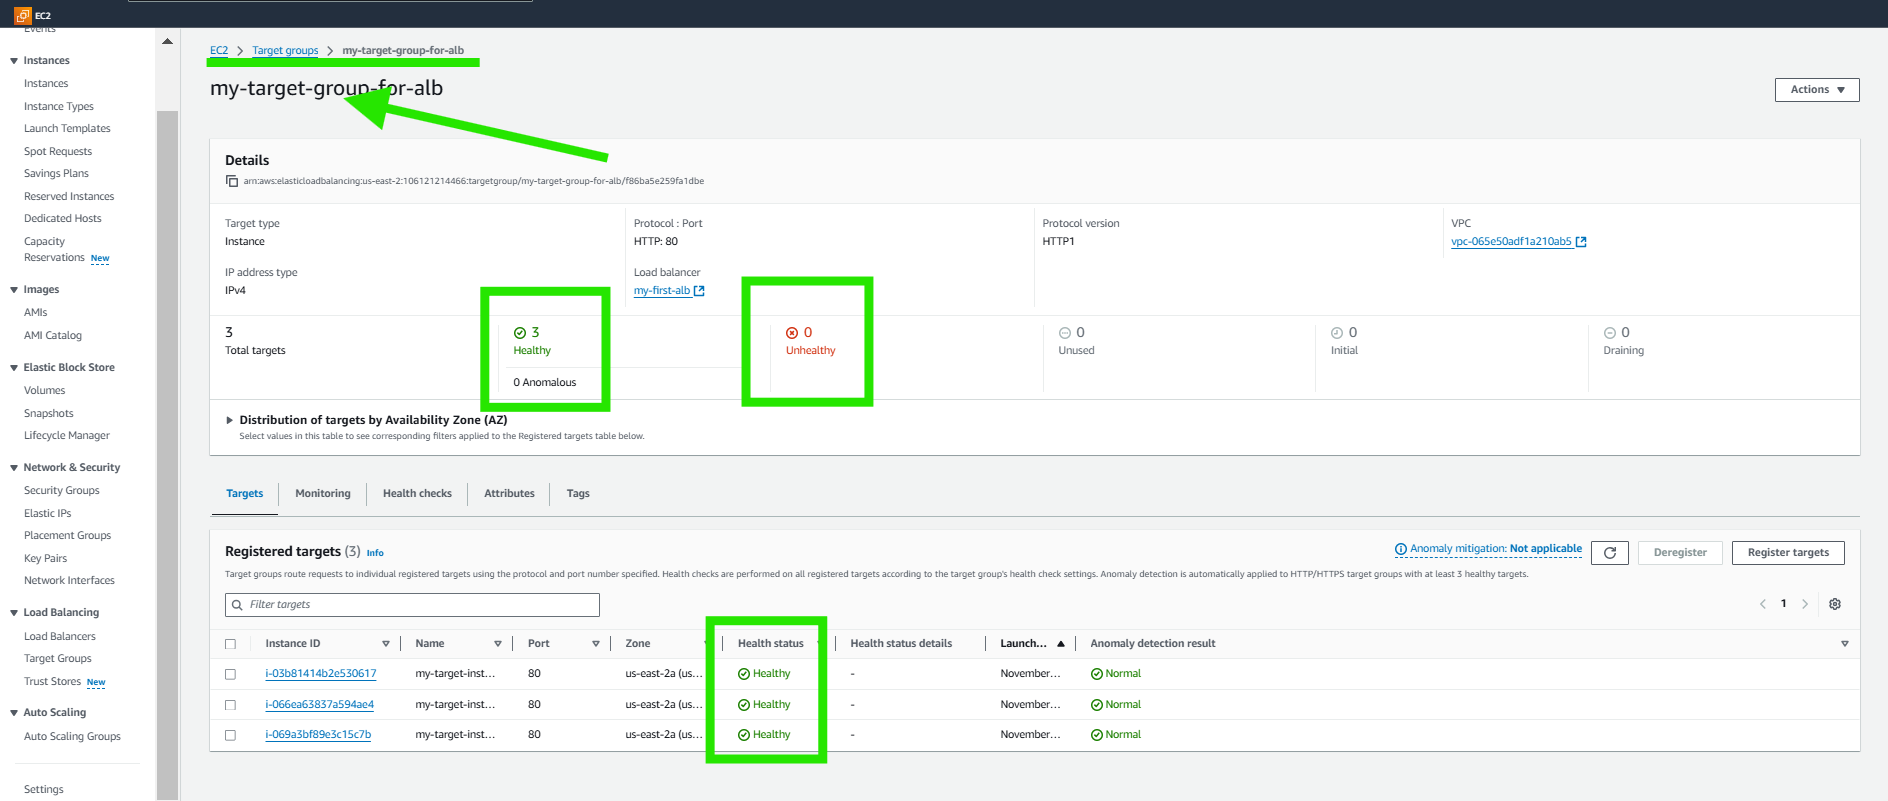 EC2
Events
Instances
Instances
Instance Types
Launch Templates
Spot Requests
Savings Plans
Reserved Instances
Dedicated Hosts
Capacity
Reservations New
Images
AMIs
AMI Catalog
Elastic Block Store
Volumes
Snapshots
Lifecycle Manager
Network & Security
Security Groups
Elastic IPs
Placement Groups
Key Pairs
Network Interfaces
Load Balancing
Load Balancers
Target Groups
Trust Stores New
Auto Scaling
Auto Scaling Groups
Settings
EC2 > Target groups > my-target-group-for-alb
my-target-group-for-alb
Actions
Details
arn:aws:elasticloadbalancing:us-east-2:106121214466:targetgroup/my-target-group-for-alb/f86ba5e259fa1dbe
Target type
Instance
Protocol : Port
HTTP: 80
Protocol version
HTTP1
VPC
vpc-065e50adf1a210ab5
IP address type
IPv4
Load balancer
my-first-alb
3
Total targets
3
Healthy
0 Anomalous
0
Unhealthy
0
Unused
0
Initial
0
Draining
Distribution of targets by Availability Zone (AZ)
Select values in this table to see corresponding filters applied to the Registered targets table below.
Targets Monitoring Health checks Attributes Tags
Registered targets (3) Info
Anomaly mitigation: Not applicable
Deregister
Register targets
Target groups route requests to individual registered targets using the protocol and port number specified. Health checks are performed on all registered targets according to the target group's health check settings. Anomaly detection is automatically applied to HTTP/HTTPS target groups with at least 3 healthy targets.
Filter targets
1
Instance ID Name Port Zone Health status Health status details Launch... Anomaly detection result
i-03b81414b2e530617 my-target-inst... 80 us-east-2a (us... Healthy - November... Normal
i-066ea63837a594ae4 my-target-inst... 80 us-east-2a (us... Healthy - November... Normal
i-069a3bf89e3c15c7b my-target-inst... 80 us-east-2a (us... Healthy - November... Normal